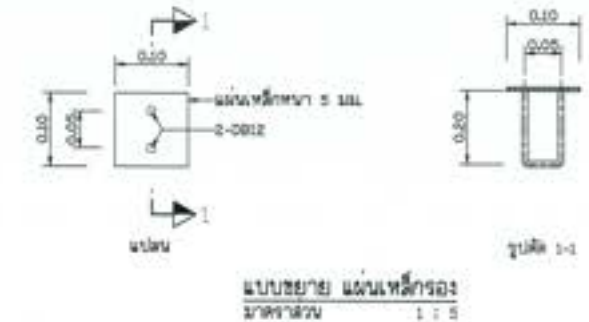 1
0.10
0.10
0.05
แผ่นเหล็กหนา 5 มม.
2-DB12
1
แปลน
0.10
0.05
0.20
รูปตัด 1-1
แบบขยาย แผ่นเหล็กรอง
มาตราส่วน 1 : 5